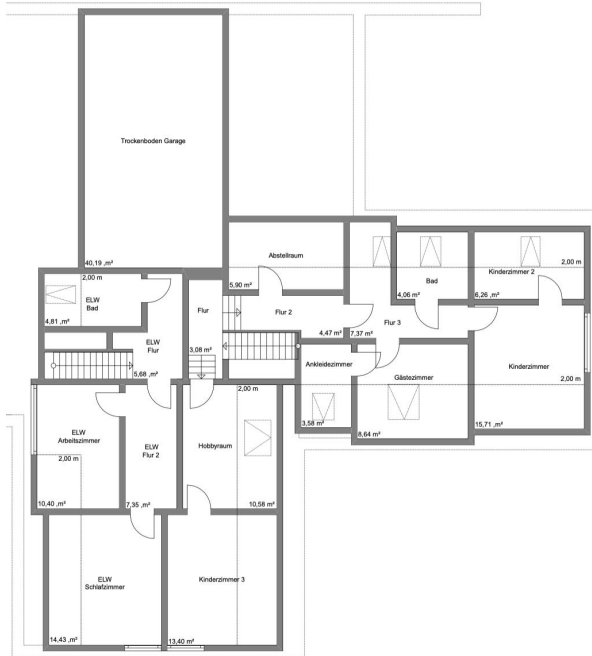 Trockenboden Garage
40,19 ,m²
Abstellraum
5,90 m²
2,00 m
ELW
Bad
4,81 ,m²
Flur
3,08 m²
Flur 2
4,47 m²
7,37 m²
Flur 3
Bad
4,06 m²
Kinderzimmer 2
2,00 m
6,26 ,m²
ELW
Flur
5,68 ,m²
Ankleidezimmer
3,58 m²
Gästezimmer
8,64 m²
Kinderzimmer
2,00 m
15,71 ,m²
ELW
Arbeitszimmer
2,00 m
10,40 ,m²
ELW
Flur 2
7,35 ,m²
2,00 m
Hobbyraum
10,58 m²
ELW
Schlafzimmer
14,43 ,m²
Kinderzimmer 3
13,40 m²